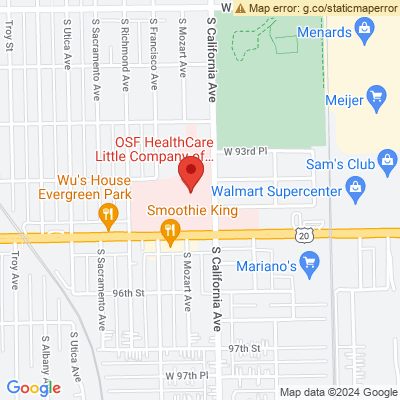 W
Map error: g.co/staticmaperror
Troy St
S Utica Ave
S Sacramento Ave
S Richmond Ave
S Francisco Ave
S Mozart Ave
S California Ave
Menards
Meijer
OSF HealthCare
Little Company of...
W 93rd Pl
Sam's Club
Wu's House
Evergreen Park
Walmart Supercenter
Smoothie King
20
Mariano's
Troy Ave
S Sacramento Ave
S Mozart Ave
S California Ave
96th St
S Albany Ave
S Utica Ave
97th St
W 97th Pl
Google
Map data ©2024 Google